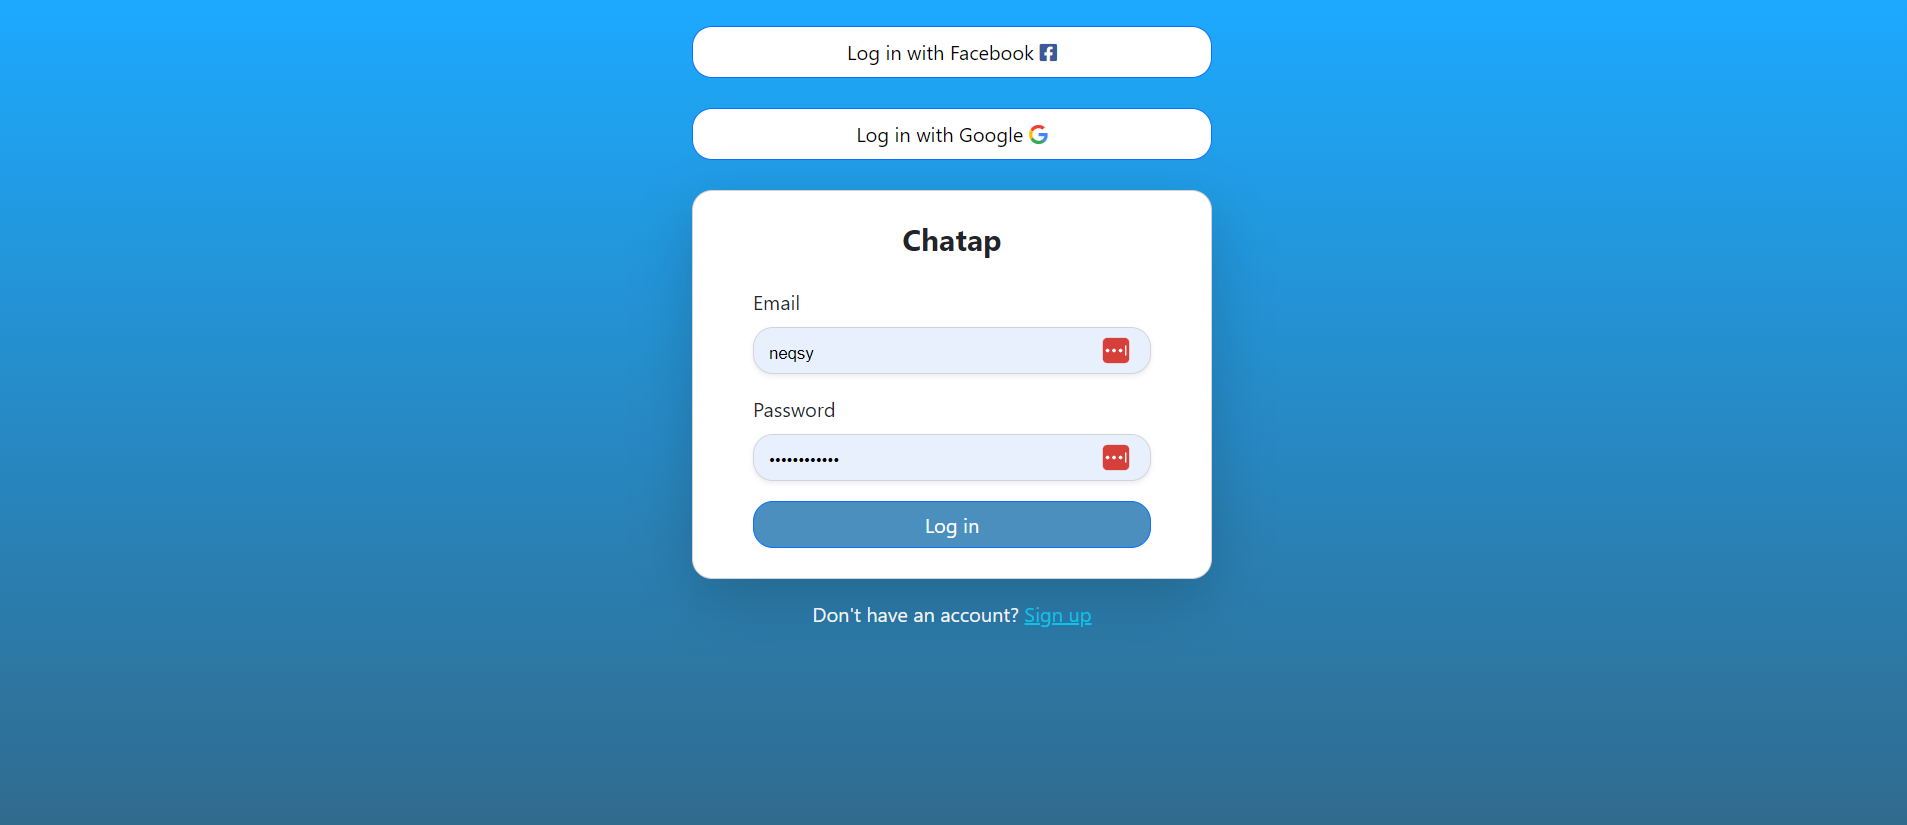 Log in with Facebook
Log in with Google
Chatap
Email
neqsy
Password
••••••••••••
Log in
Don't have an account? Sign up